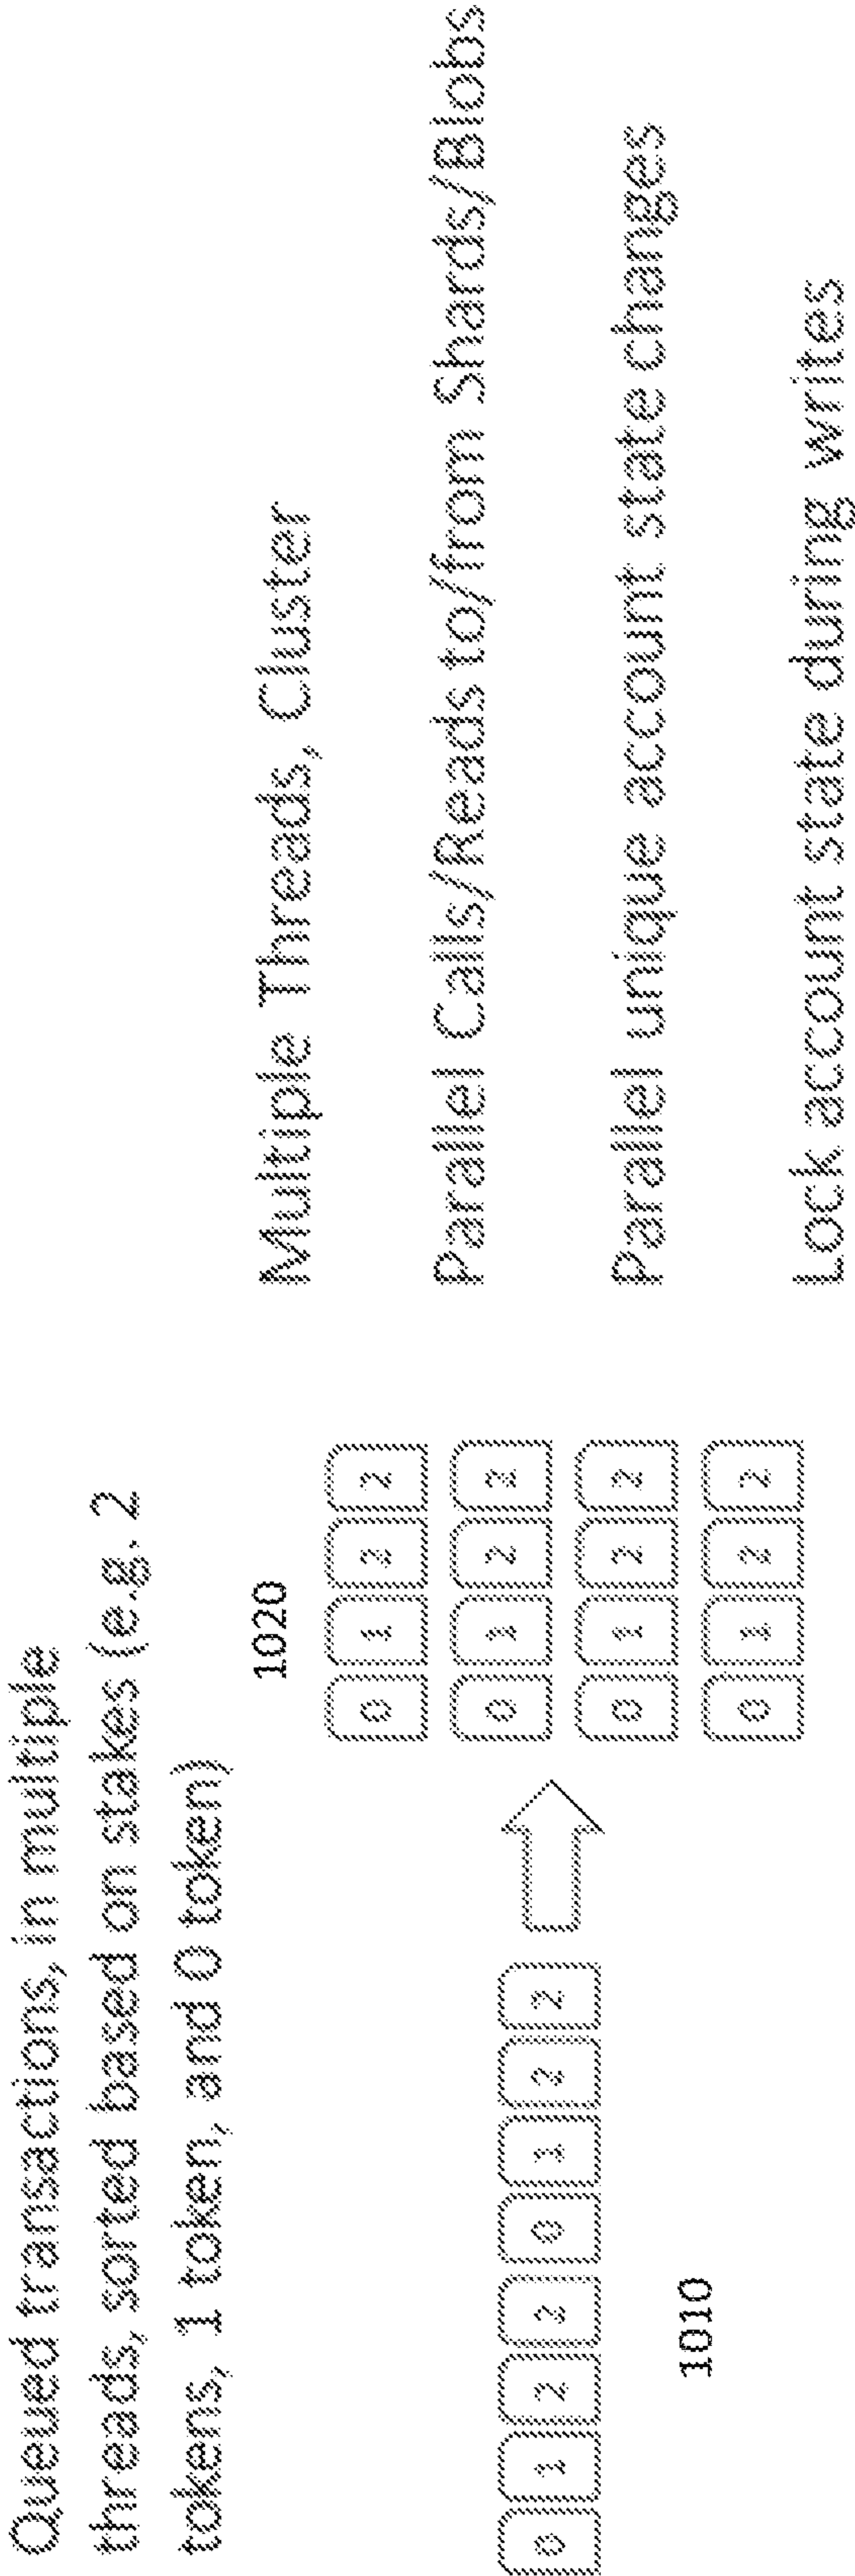 Queued transactions, in multiple
threads, sorted based on stakes (e.g. 2
tokens, 1 token, and 0 token)
0 1 2 2 0 1 2 2
1010
1020
0 1 2 2
0 1 2 2
0 1 2 2
0 1 2 2
Multiple Threads, Cluster
Parallel Calls/Reads to/from Shards/Blobs
Parallel unique account state changes
Lock account state during writes